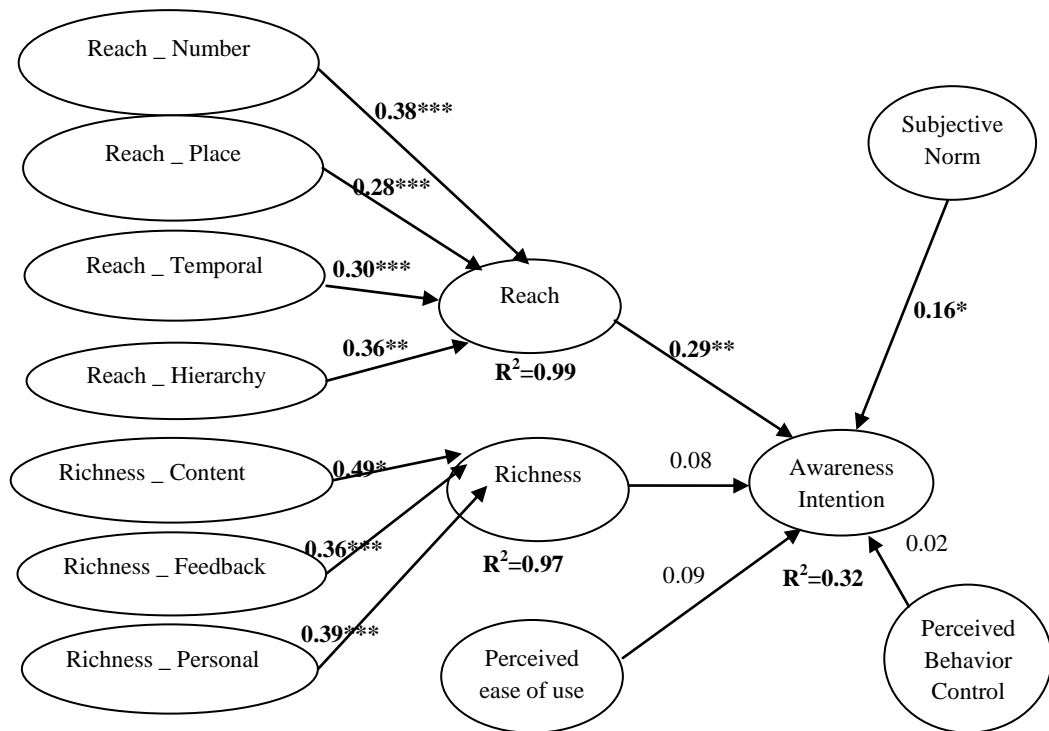 Reach _ Number
0.38***
Subjective
Norm
Reach _ Place
0.28***
Reach _ Temporal
0.30***
Reach
0.16*
Reach _ Hierarchy
0.36**
R²=0.99
0.29**
Richness _ Content
0.49*
Richness
0.08
Awareness
Intention
Richness _ Feedback
0.36***
R²=0.97
0.09
R²=0.32
0.02
Richness _ Personal
0.39***
Perceived
ease of use
Perceived
Behavior
Control